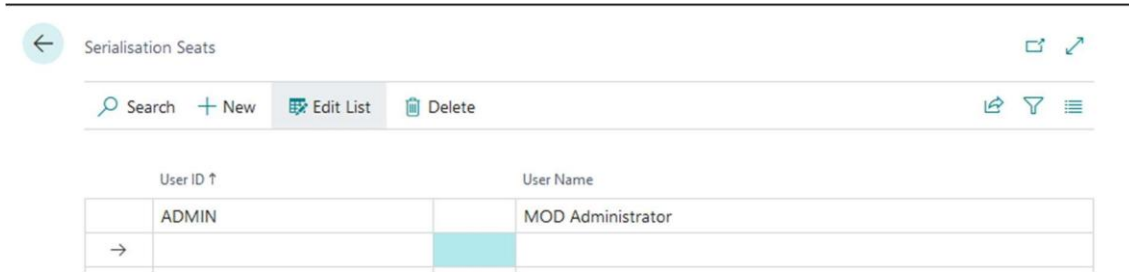 Serialisation Seats
Search New Edit List Delete
User ID ↑ User Name
ADMIN MOD Administrator